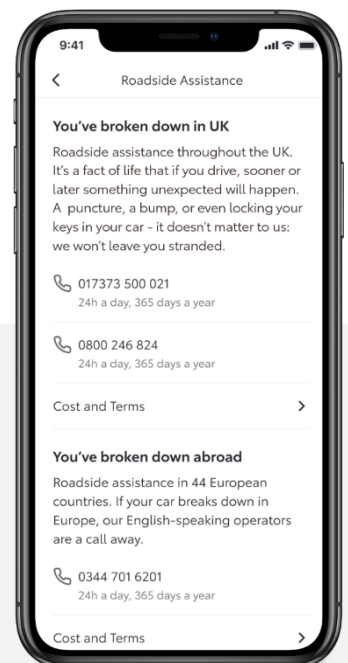 9:41
Roadside Assistance
You've broken down in UK
Roadside assistance throughout the UK.
It's a fact of life that if you drive, sooner or
later something unexpected will happen.
A puncture, a bump, or even locking your
keys in your car - it doesn't matter to us:
we won't leave you stranded.
017373 500 021
24h a day, 365 days a year
0800 246 824
24h a day, 365 days a year
Cost and Terms
You've broken down abroad
Roadside assistance in 44 European
countries. If your car breaks down in
Europe, our English-speaking operators
are a call away.
0344 701 6201
24h a day, 365 days a year
Cost and Terms